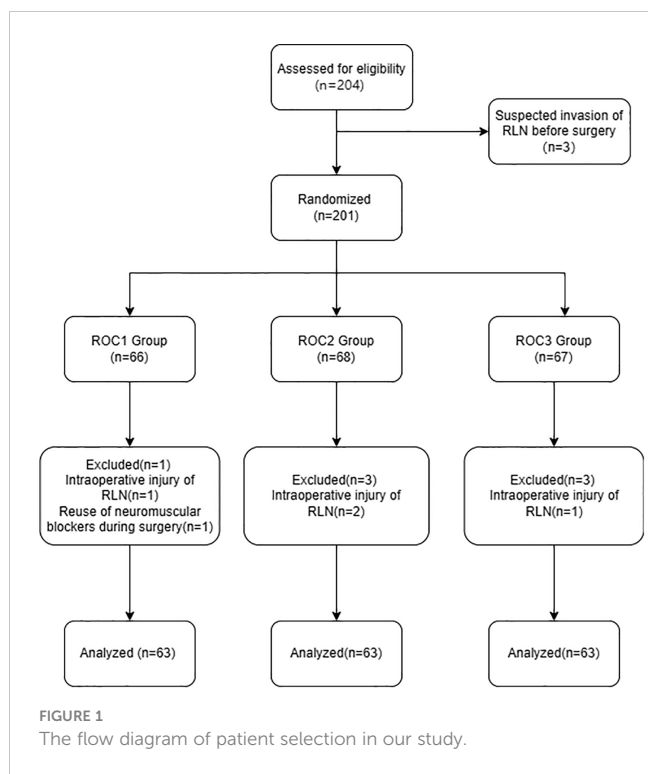 Assessed for eligibility
(n=204)
Suspected invasion of
RLN before surgery
(n=3)
Randomized
(n=201)
ROC1 Group
(n=66)
ROC2 Group
(n=68)
ROC3 Group
(n=67)
Excluded(n=1)
Intraoperative injury of
RLN(n=1)
Reuse of neuromuscular
blockers during surgery(n=1)
Excluded(n=3)
Intraoperative injury of
RLN(n=2)
Excluded(n=3)
Intraoperative injury of
RLN(n=1)
Analyzed (n=63)
Analyzed(n=63)
Analyzed(n=63)
FIGURE 1
The flow diagram of patient selection in our study.